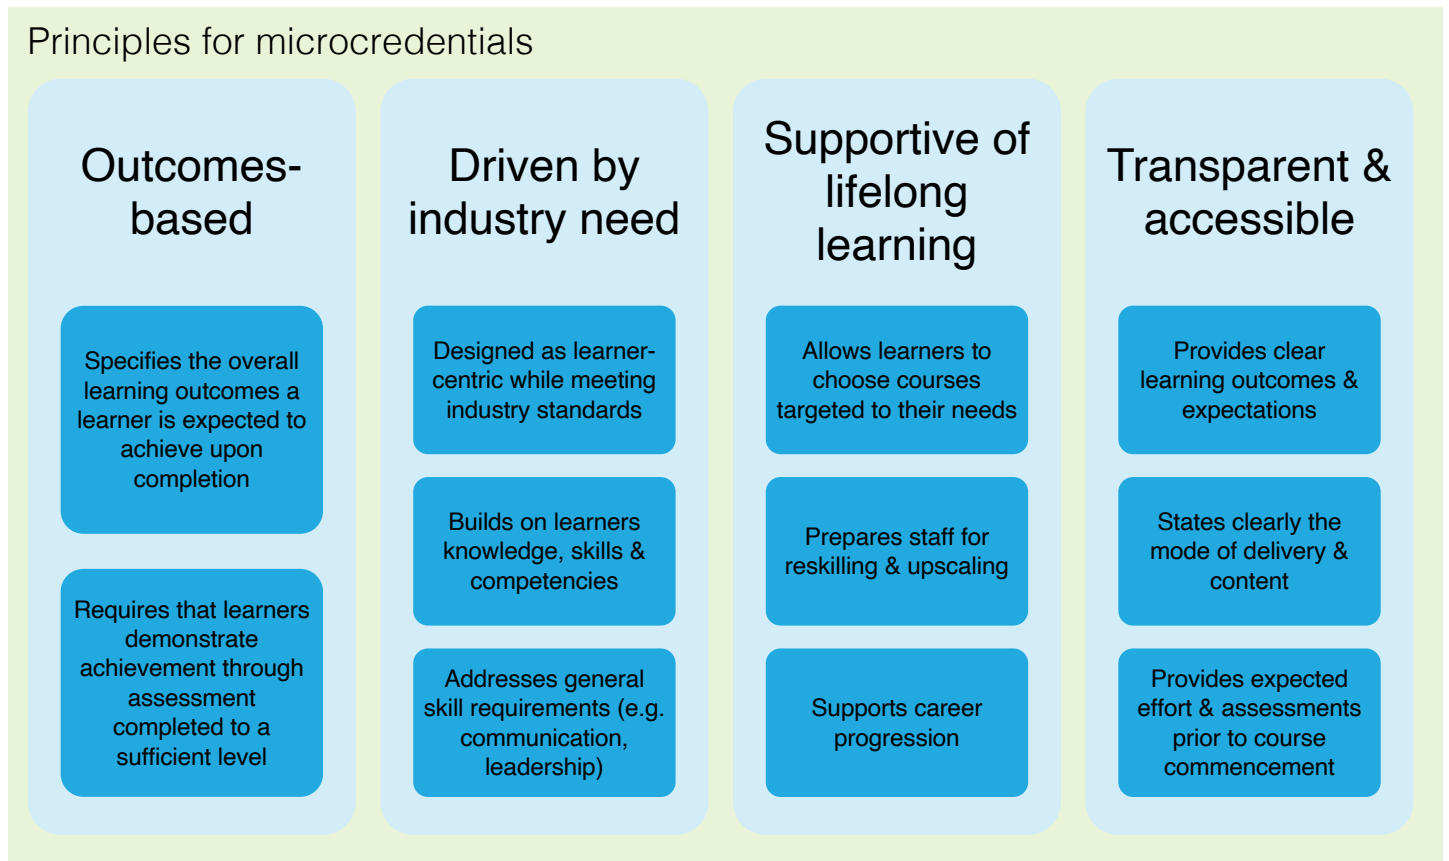 Principles for microcredentials
Outcomes-
based
Specifies the overall
learning outcomes a
learner is expected to
achieve upon
completion
Requires that learners
demonstrate
achievement through
assessment
completed to a
sufficient level
Driven by
industry need
Designed as learner-
centric while meeting
industry standards
Builds on learners
knowledge, skills &
competencies
Addresses general
skill requirements (e.g.
communication,
leadership)
Supportive of
lifelong
learning
Allows learners to
choose courses
targeted to their needs
Prepares staff for
reskilling & upscaling
Supports career
progression
Transparent &
accessible
Provides clear
learning outcomes &
expectations
States clearly the
mode of delivery &
content
Provides expected
effort & assessments
prior to course
commencement